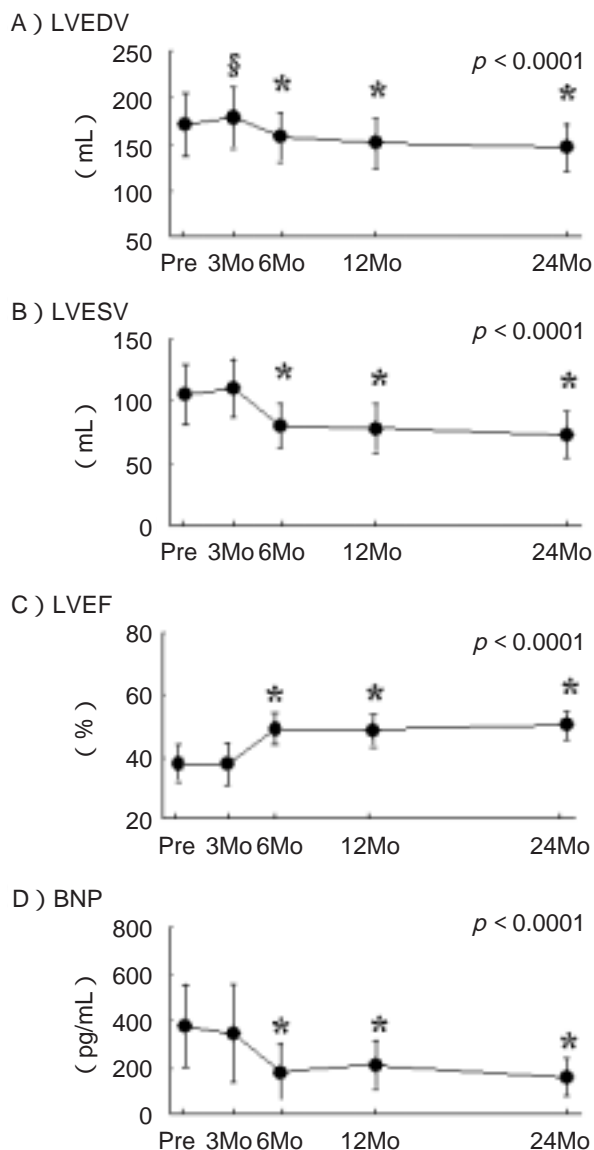 A ) LVEDV
250
200
150
100
50
( mL )
§
*
*
*
p < 0.0001
Pre 3Mo 6Mo 12Mo 24Mo
B ) LVESV
150
100
50
0
( mL )
*
*
*
p < 0.0001
Pre 3Mo 6Mo 12Mo 24Mo
C ) LVEF
80
60
40
20
( % )
*
*
*
p < 0.0001
Pre 3Mo 6Mo 12Mo 24Mo
D ) BNP
800
600
400
200
0
( pg/mL )
*
*
*
p < 0.0001
Pre 3Mo 6Mo 12Mo 24Mo